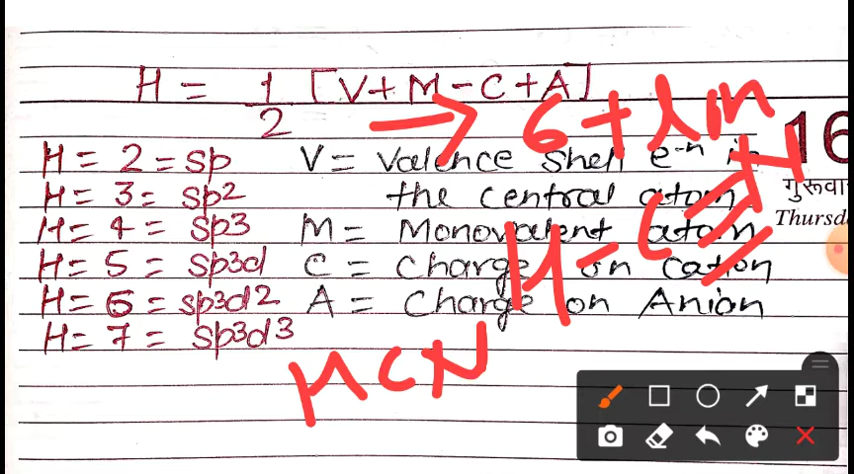 H = 1/2 [V+M-C+A]
→ 6 + lm
H = 2 = sp
V = Valence shell e-n in
H = 3 = sp2
the central atom
H = 4 = sp3
M = Monovalent atom
H = 5 = sp3d
C = Charge on cation
H = 6 = sp3d2
A = Charge on Anion
H = 7 = sp3d3
H-C≡N
HCN
16
गुरूवा
Thursd